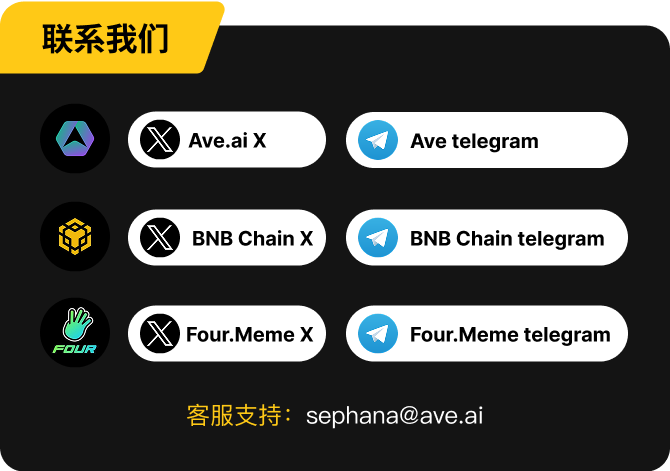 联系我们
Ave.ai X
Ave telegram
BNB Chain X
BNB Chain telegram
FOUR
Four.Meme X
Four.Meme telegram
客服支持：sephana@ave.ai